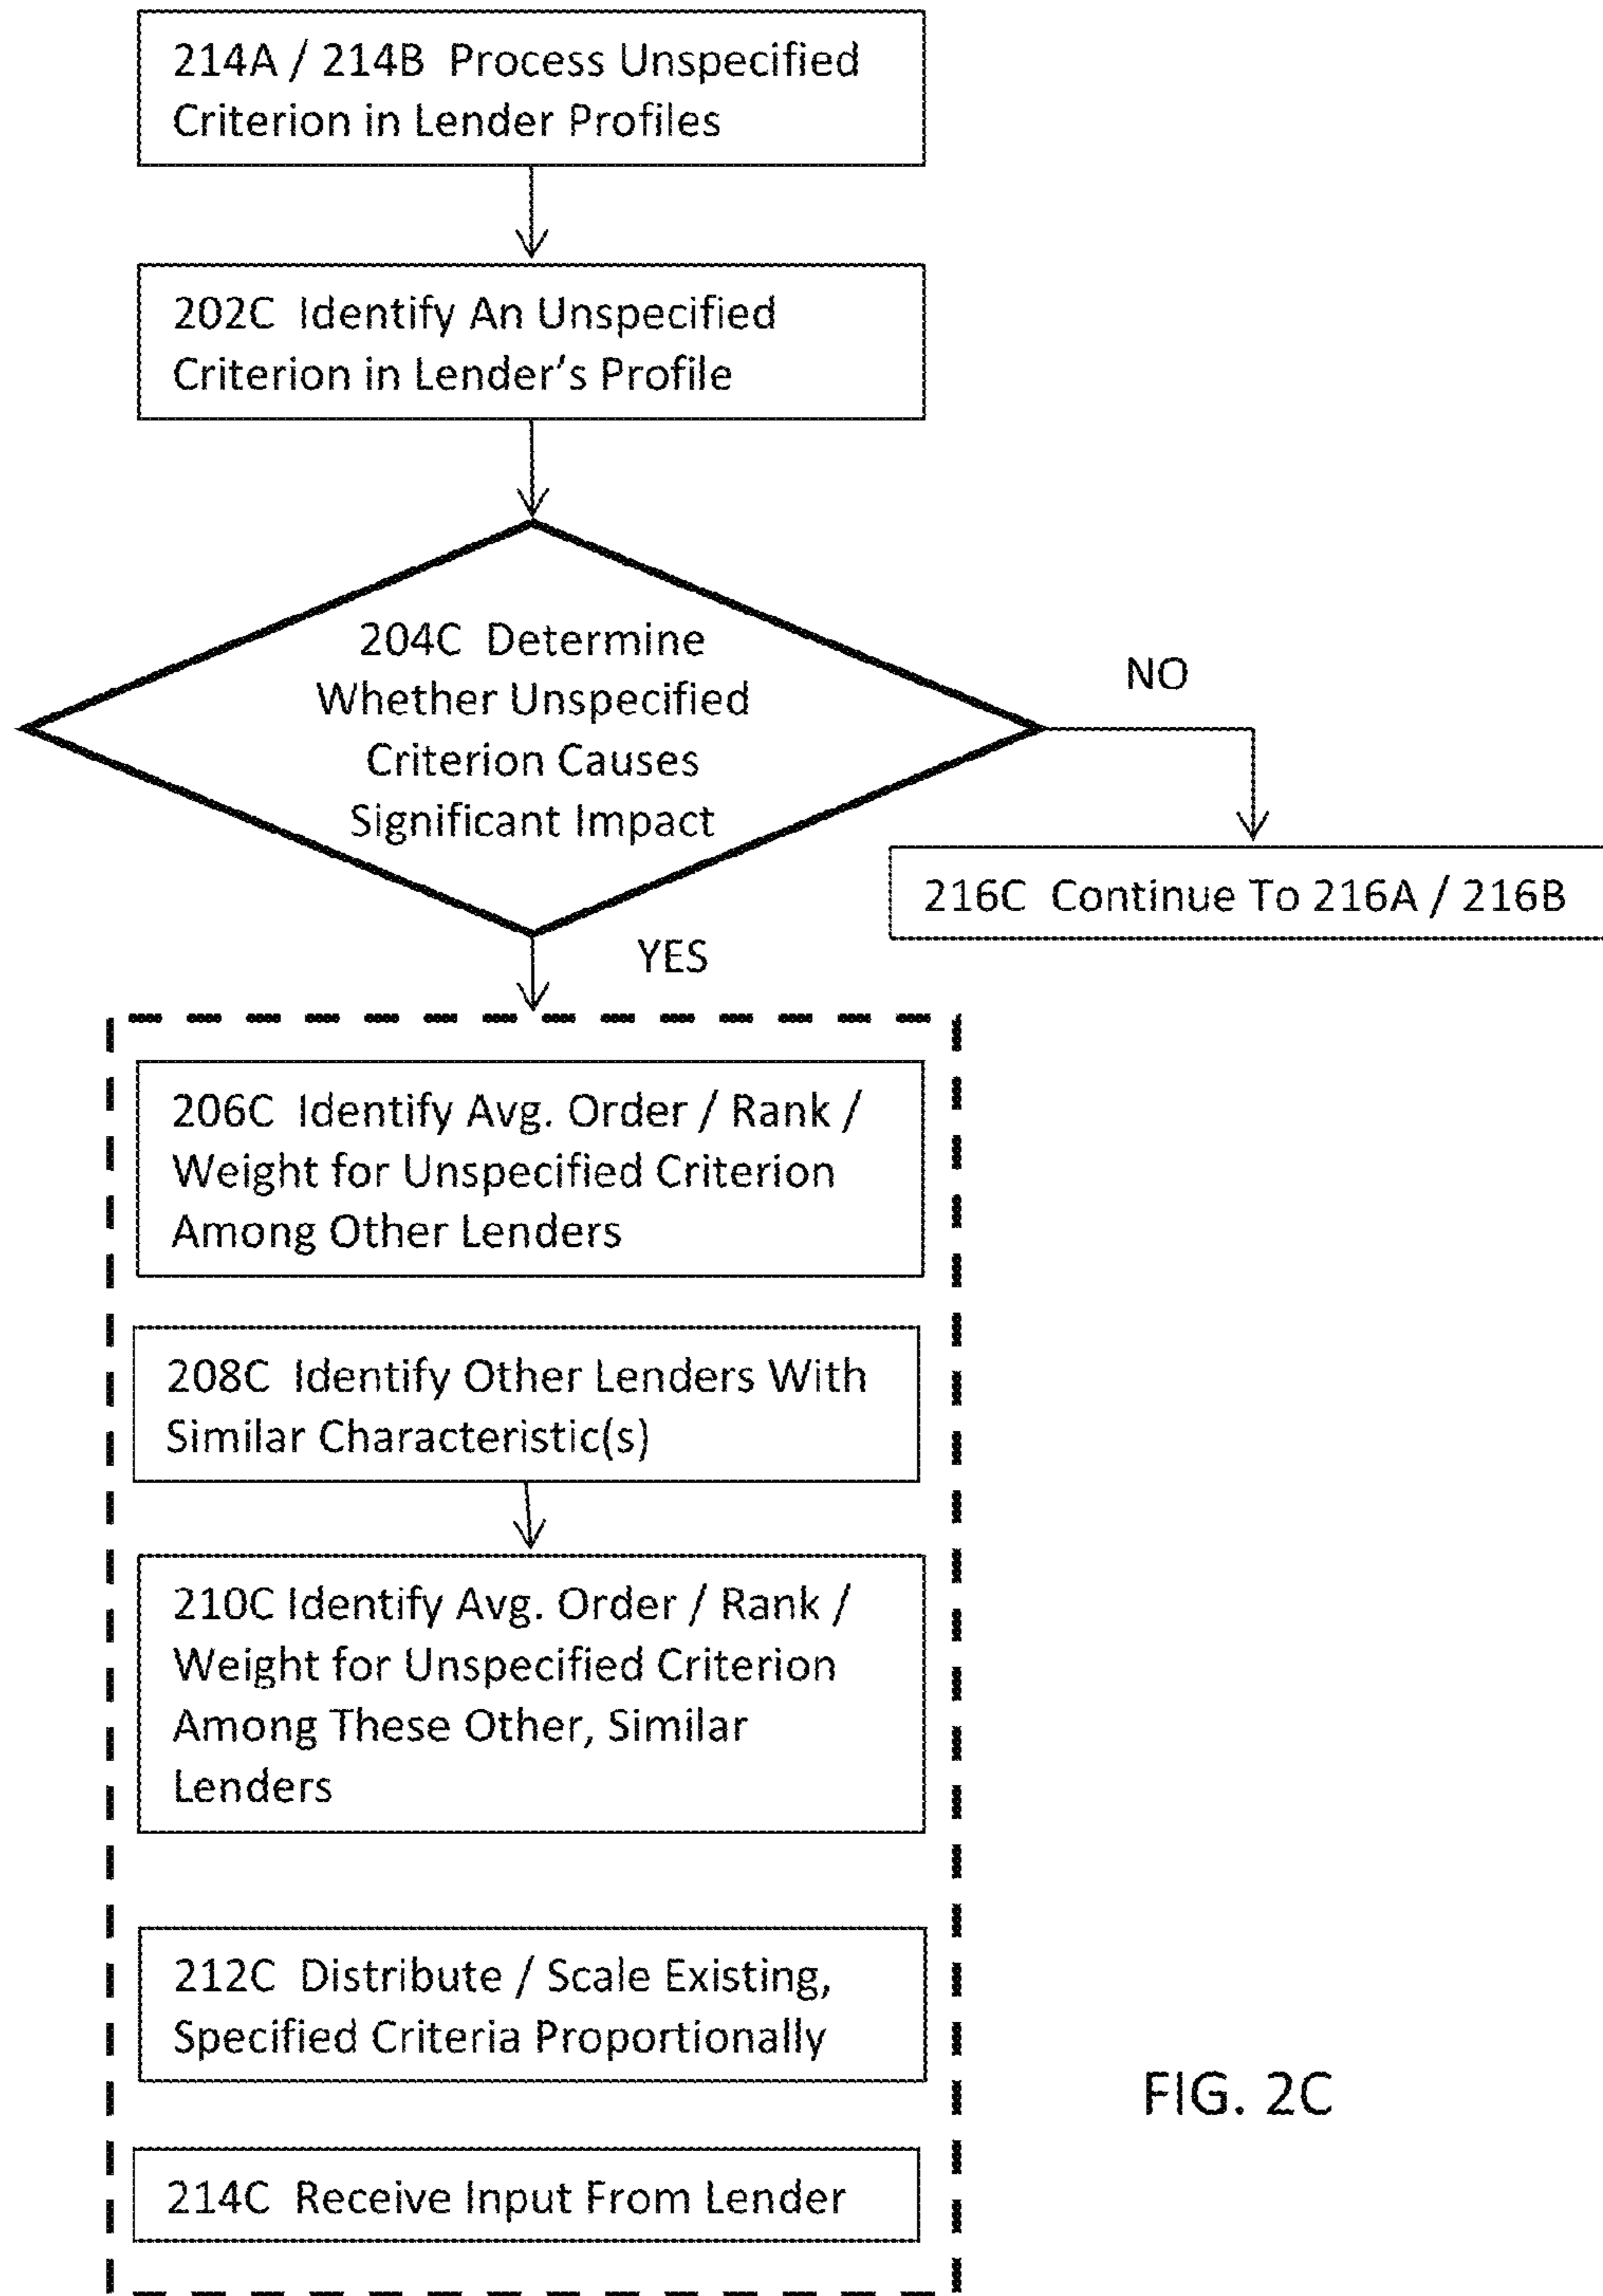 214A / 214B  Process Unspecified
Criterion in Lender Profiles
202C  Identify An Unspecified
Criterion in Lender's Profile
204C  Determine
Whether Unspecified
Criterion Causes
Significant Impact
NO
216C  Continue To 216A / 216B
YES
206C  Identify Avg. Order / Rank /
Weight for Unspecified Criterion
Among Other Lenders
208C  Identify Other Lenders With
Similar Characteristic(s)
210C Identify Avg. Order / Rank /
Weight for Unspecified Criterion
Among These Other, Similar
Lenders
212C  Distribute / Scale Existing,
Specified Criteria Proportionally
214C  Receive Input From Lender
FIG. 2C